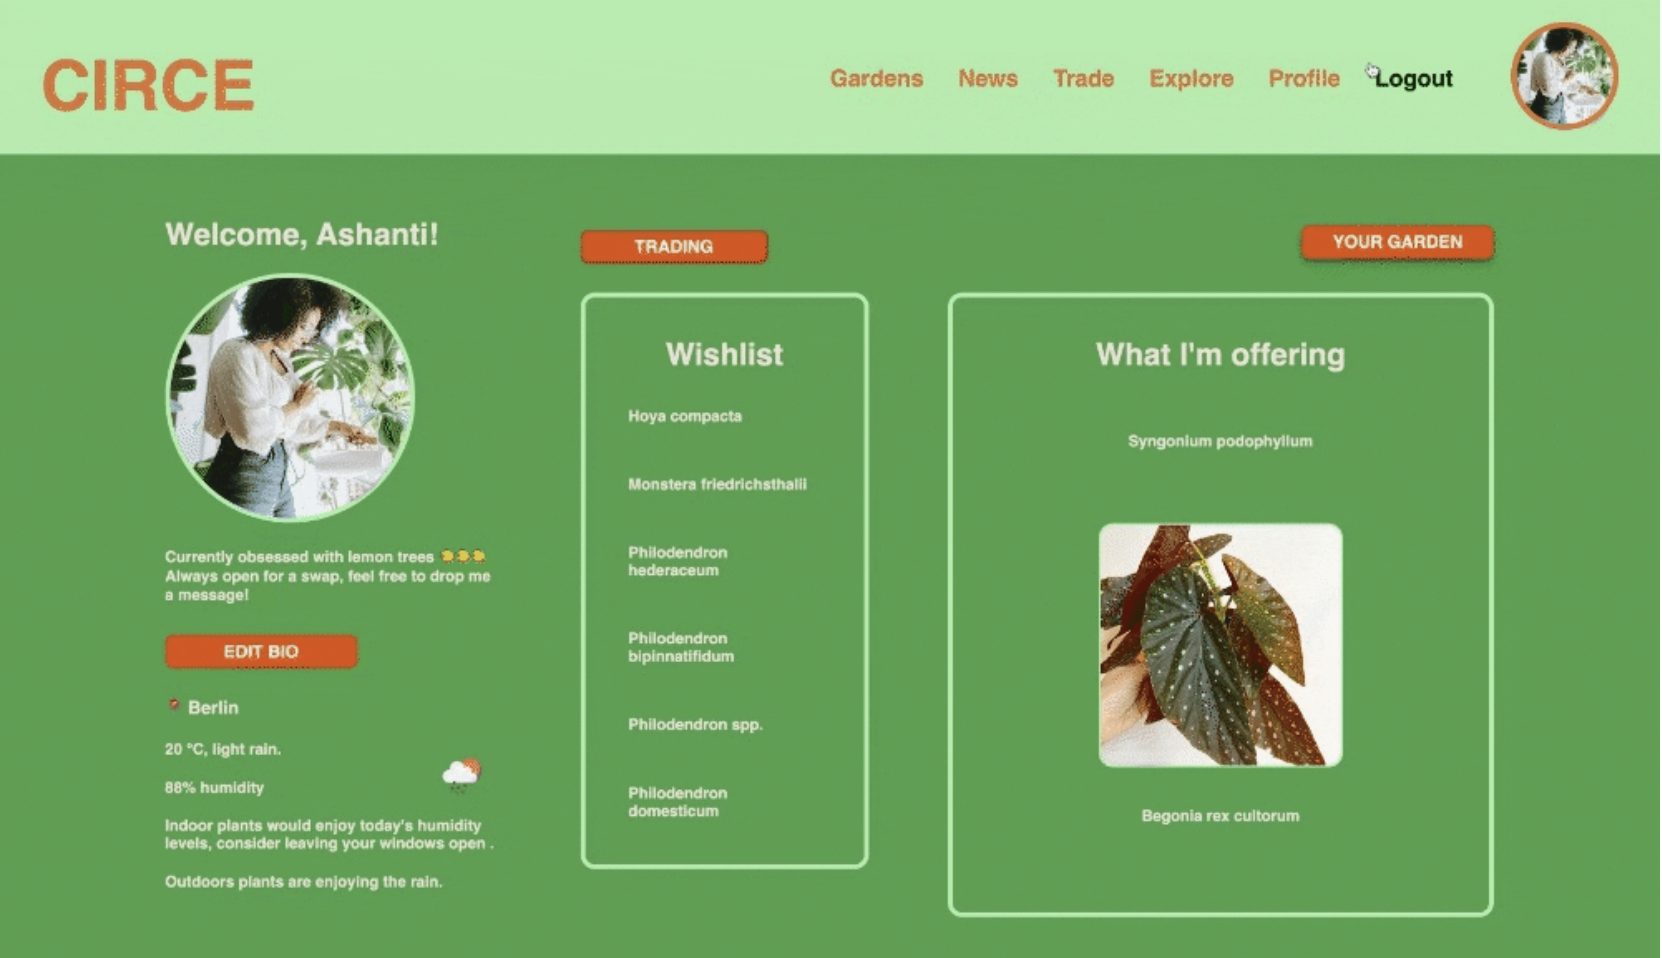 CIRCE
Gardens News Trade Explore Profile Logout
Welcome, Ashanti!
Currently obsessed with lemon trees 🍋🍋🍋
Always open for a swap, feel free to drop me
a message!
EDIT BIO
Berlin
20 °C, light rain.
88% humidity
Indoor plants would enjoy today's humidity
levels, consider leaving your windows open .
Outdoors plants are enjoying the rain.
TRADING
Wishlist
Hoya compacta
Monstera friedrichsthalii
Philodendron
hederaceum
Philodendron
bipinnatifidum
Philodendron spp.
Philodendron
domesticum
YOUR GARDEN
What I'm offering
Syngonium podophyllum
Begonia rex cultorum